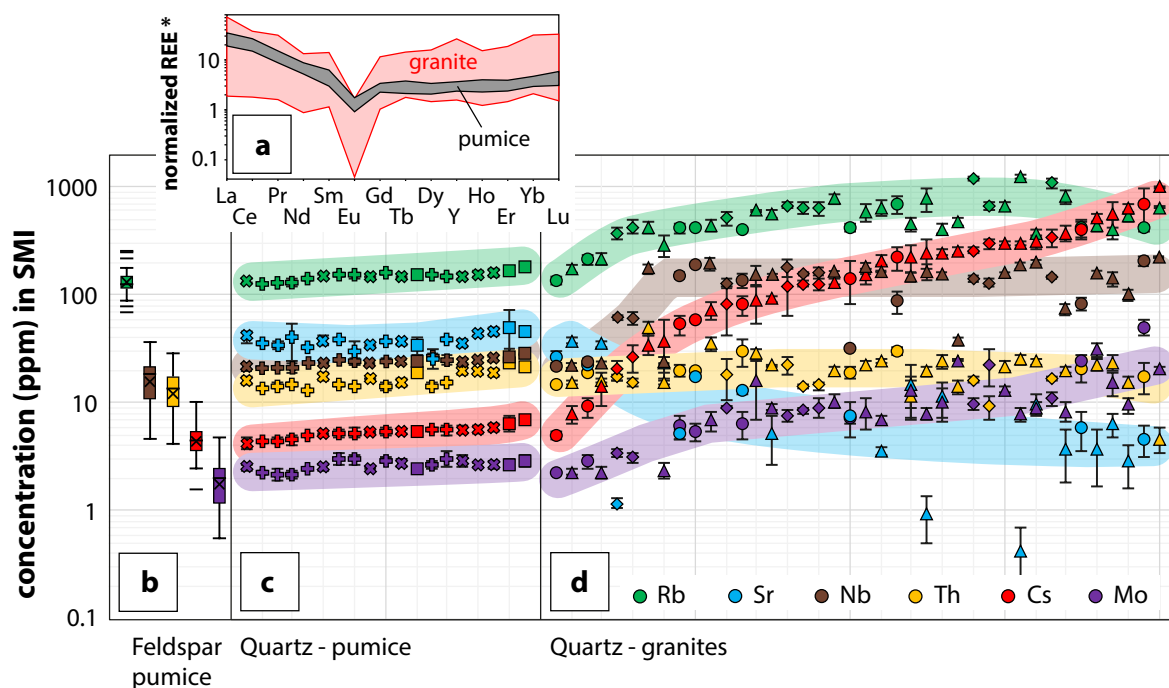 normalized REE *
10
1
0.1
granite
pumice
a
La Pr Sm Gd Dy Ho Yb
Ce Nd Eu Tb Y Er Lu
concentration (ppm) in SMI
1000
100
10
1
0.1
b
c
d
Rb Sr Nb Th Cs Mo
Feldspar
pumice
Quartz - pumice
Quartz - granites